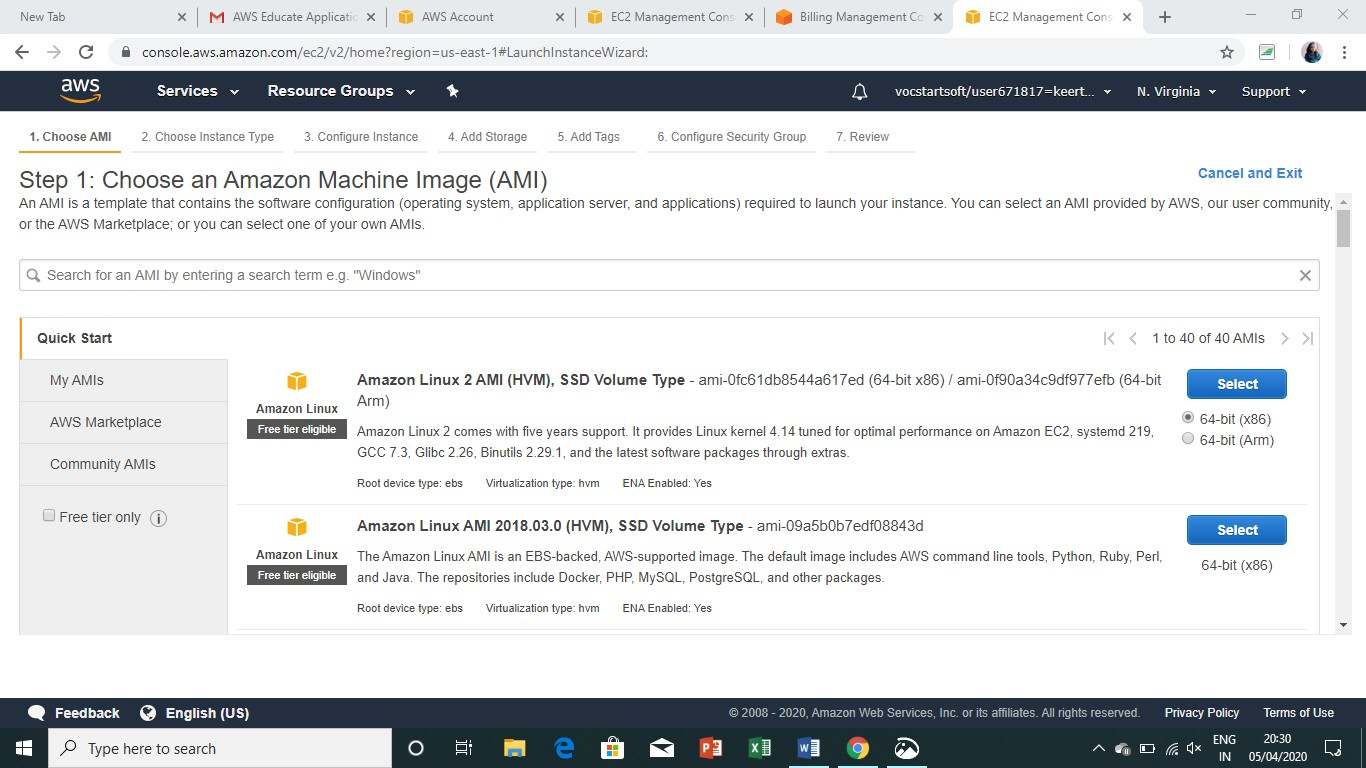 New Tab
AWS Educate Applicatio
AWS Account
EC2 Management Cons
Billing Management Co
EC2 Management Cons
console.aws.amazon.com/ec2/v2/home?region=us-east-1#LaunchInstanceWizard:
aws
Services
Resource Groups
vocstartsoft/user671817=keert...
N. Virginia
Support
1. Choose AMI
2. Choose Instance Type
3. Configure Instance
4. Add Storage
5. Add Tags
6. Configure Security Group
7. Review
Step 1: Choose an Amazon Machine Image (AMI)
Cancel and Exit
An AMI is a template that contains the software configuration (operating system, application server, and applications) required to launch your instance. You can select an AMI provided by AWS, our user community,
or the AWS Marketplace; or you can select one of your own AMIs.
Search for an AMI by entering a search term e.g. "Windows"
Quick Start
1 to 40 of 40 AMIs
My AMIs
AWS Marketplace
Community AMIs
Free tier only
Amazon Linux
Free tier eligible
Amazon Linux 2 AMI (HVM), SSD Volume Type - ami-0fc61db8544a617ed (64-bit x86) / ami-0f90a34c9df977efb (64-bit
Arm)
Amazon Linux 2 comes with five years support. It provides Linux kernel 4.14 tuned for optimal performance on Amazon EC2, systemd 219,
GCC 7.3, Glibc 2.26, Binutils 2.29.1, and the latest software packages through extras.
Root device type: ebs
Virtualization type: hvm
ENA Enabled: Yes
Select
64-bit (x86)
64-bit (Arm)
Amazon Linux
Free tier eligible
Amazon Linux AMI 2018.03.0 (HVM), SSD Volume Type - ami-09a5b0b7edf08843d
The Amazon Linux AMI is an EBS-backed, AWS-supported image. The default image includes AWS command line tools, Python, Ruby, Perl,
and Java. The repositories include Docker, PHP, MySQL, PostgreSQL, and other packages.
Root device type: ebs
Virtualization type: hvm
ENA Enabled: Yes
Select
64-bit (x86)
Feedback
English (US)
© 2008 - 2020, Amazon Web Services, Inc. or its affiliates. All rights reserved.
Privacy Policy
Terms of Use
Type here to search
ENG
IN
20:30
05/04/2020